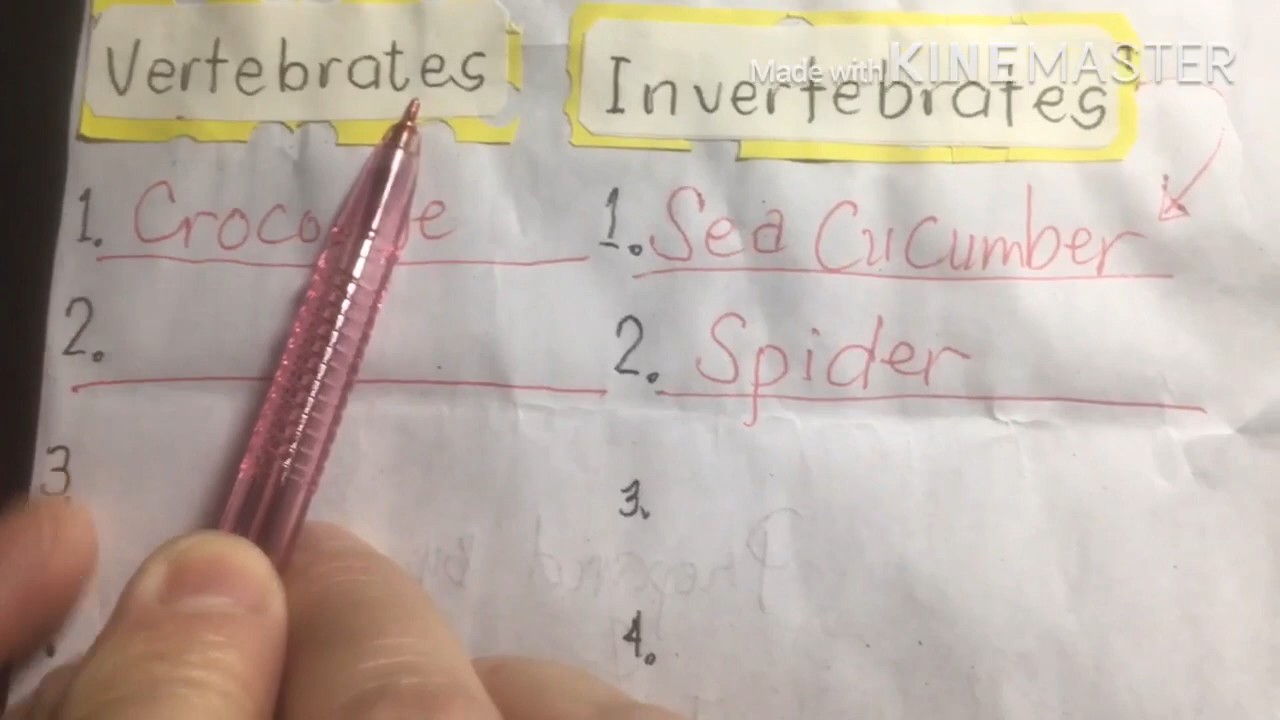 Vertebrates
Invertebrates
Made with KINEMASTER
1.
1. Sea Cucumber
2.
2. Spider
3
3.
4.